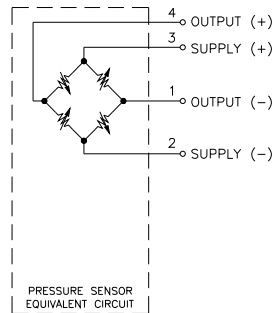 4 OUTPUT (+)
3 SUPPLY (+)
1 OUTPUT (−)
2 SUPPLY (−)
PRESSURE SENSOR
EQUIVALENT CIRCUIT